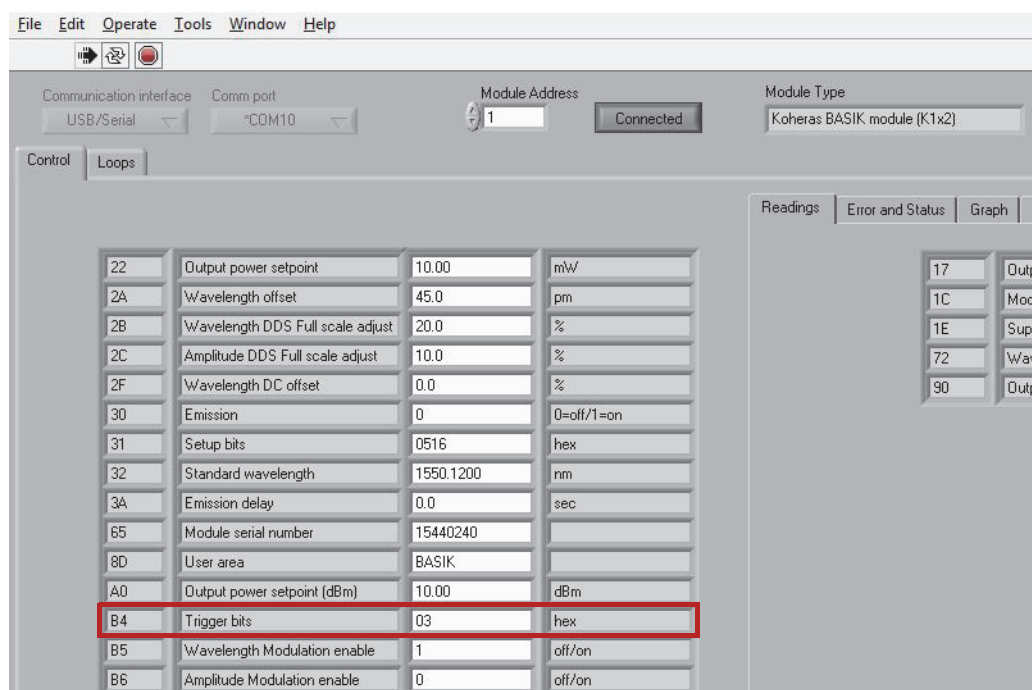 File Edit Operate Tools Window Help
Communication interface Comm port Module Address Module Type
USB/Serial °COM10 1 Connected Koheras BASIK module (K1x2)
Control Loops
Readings Error and Status Graph
22 Output power setpoint 10.00 mW
2A Wavelength offset 45.0 pm
2B Wavelength DDS Full scale adjust 20.0 %
2C Amplitude DDS Full scale adjust 10.0 %
2F Wavelength DC offset 0.0 %
30 Emission 0 0=off/1=on
31 Setup bits 0516 hex
32 Standard wavelength 1550.1200 nm
3A Emission delay 0.0 sec
65 Module serial number 15440240
8D User area BASIK
A0 Output power setpoint (dBm) 10.00 dBm
B4 Trigger bits 03 hex
B5 Wavelength Modulation enable 1 off/on
B6 Amplitude Modulation enable 0 off/on
17 Outp
1C Mod
1E Sup
72 Wav
90 Outp